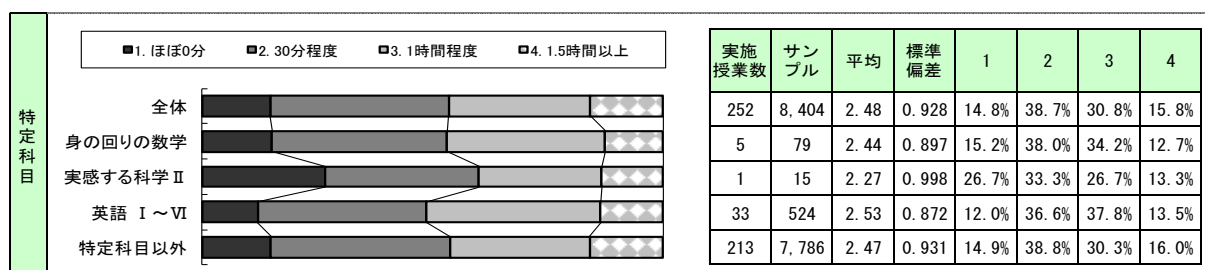 特定科目
■1. ほぼ0分 ■2. 30分程度 ■3. 1時間程度 ■4. 1.5時間以上
実施授業数 サンプル 平均 標準偏差 1 2 3 4
全体 252 8,404 2.48 0.928 14.8% 38.7% 30.8% 15.8%
身の回りの数学 5 79 2.44 0.897 15.2% 38.0% 34.2% 12.7%
実感する科学Ⅱ 1 15 2.27 0.998 26.7% 33.3% 26.7% 13.3%
英語 Ⅰ～Ⅵ 33 524 2.53 0.872 12.0% 36.6% 37.8% 13.5%
特定科目以外 213 7,786 2.47 0.931 14.9% 38.8% 30.3% 16.0%